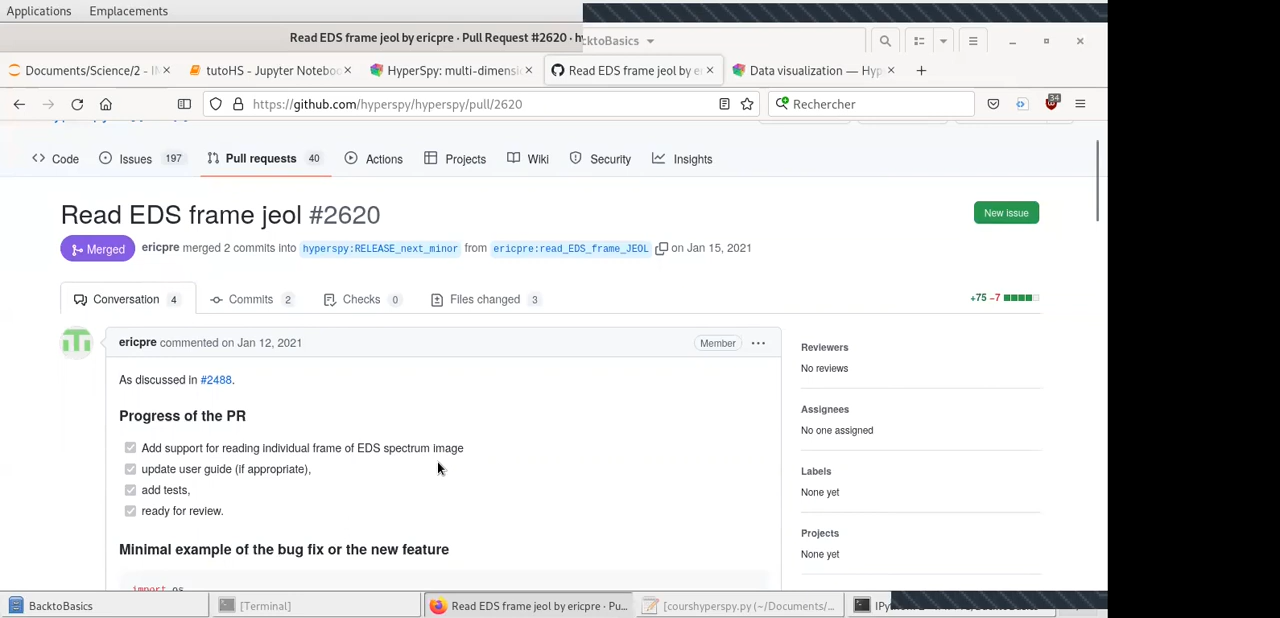 Applications Emplacements
Read EDS frame jeol by ericpre · Pull Request #2620 · h
cktoBasics
Documents/Science/2 - I
tutoHS - Jupyter Noteboo
HyperSpy: multi-dimensi
Read EDS frame jeol by e
Data visualization — Hyp
https://github.com/hyperspy/hyperspy/pull/2620
Rechercher
34
Code
Issues 197
Pull requests 40
Actions
Projects
Wiki
Security
Insights
Read EDS frame jeol #2620
New issue
Merged
ericpre merged 2 commits into hyperspy:RELEASE_next_minor from ericpre:read_EDS_frame_JEOL on Jan 15, 2021
Conversation 4
Commits 2
Checks 0
Files changed 3
+75 −7
ericpre commented on Jan 12, 2021
Member
As discussed in #2488.
Progress of the PR
Add support for reading individual frame of EDS spectrum image
update user guide (if appropriate),
add tests,
ready for review.
Minimal example of the bug fix or the new feature
import os
Reviewers
No reviews
Assignees
No one assigned
Labels
None yet
Projects
None yet
BacktoBasics
[Terminal]
Read EDS frame jeol by ericpre · Pu...
[courshyperspy.py (~/Documents/...